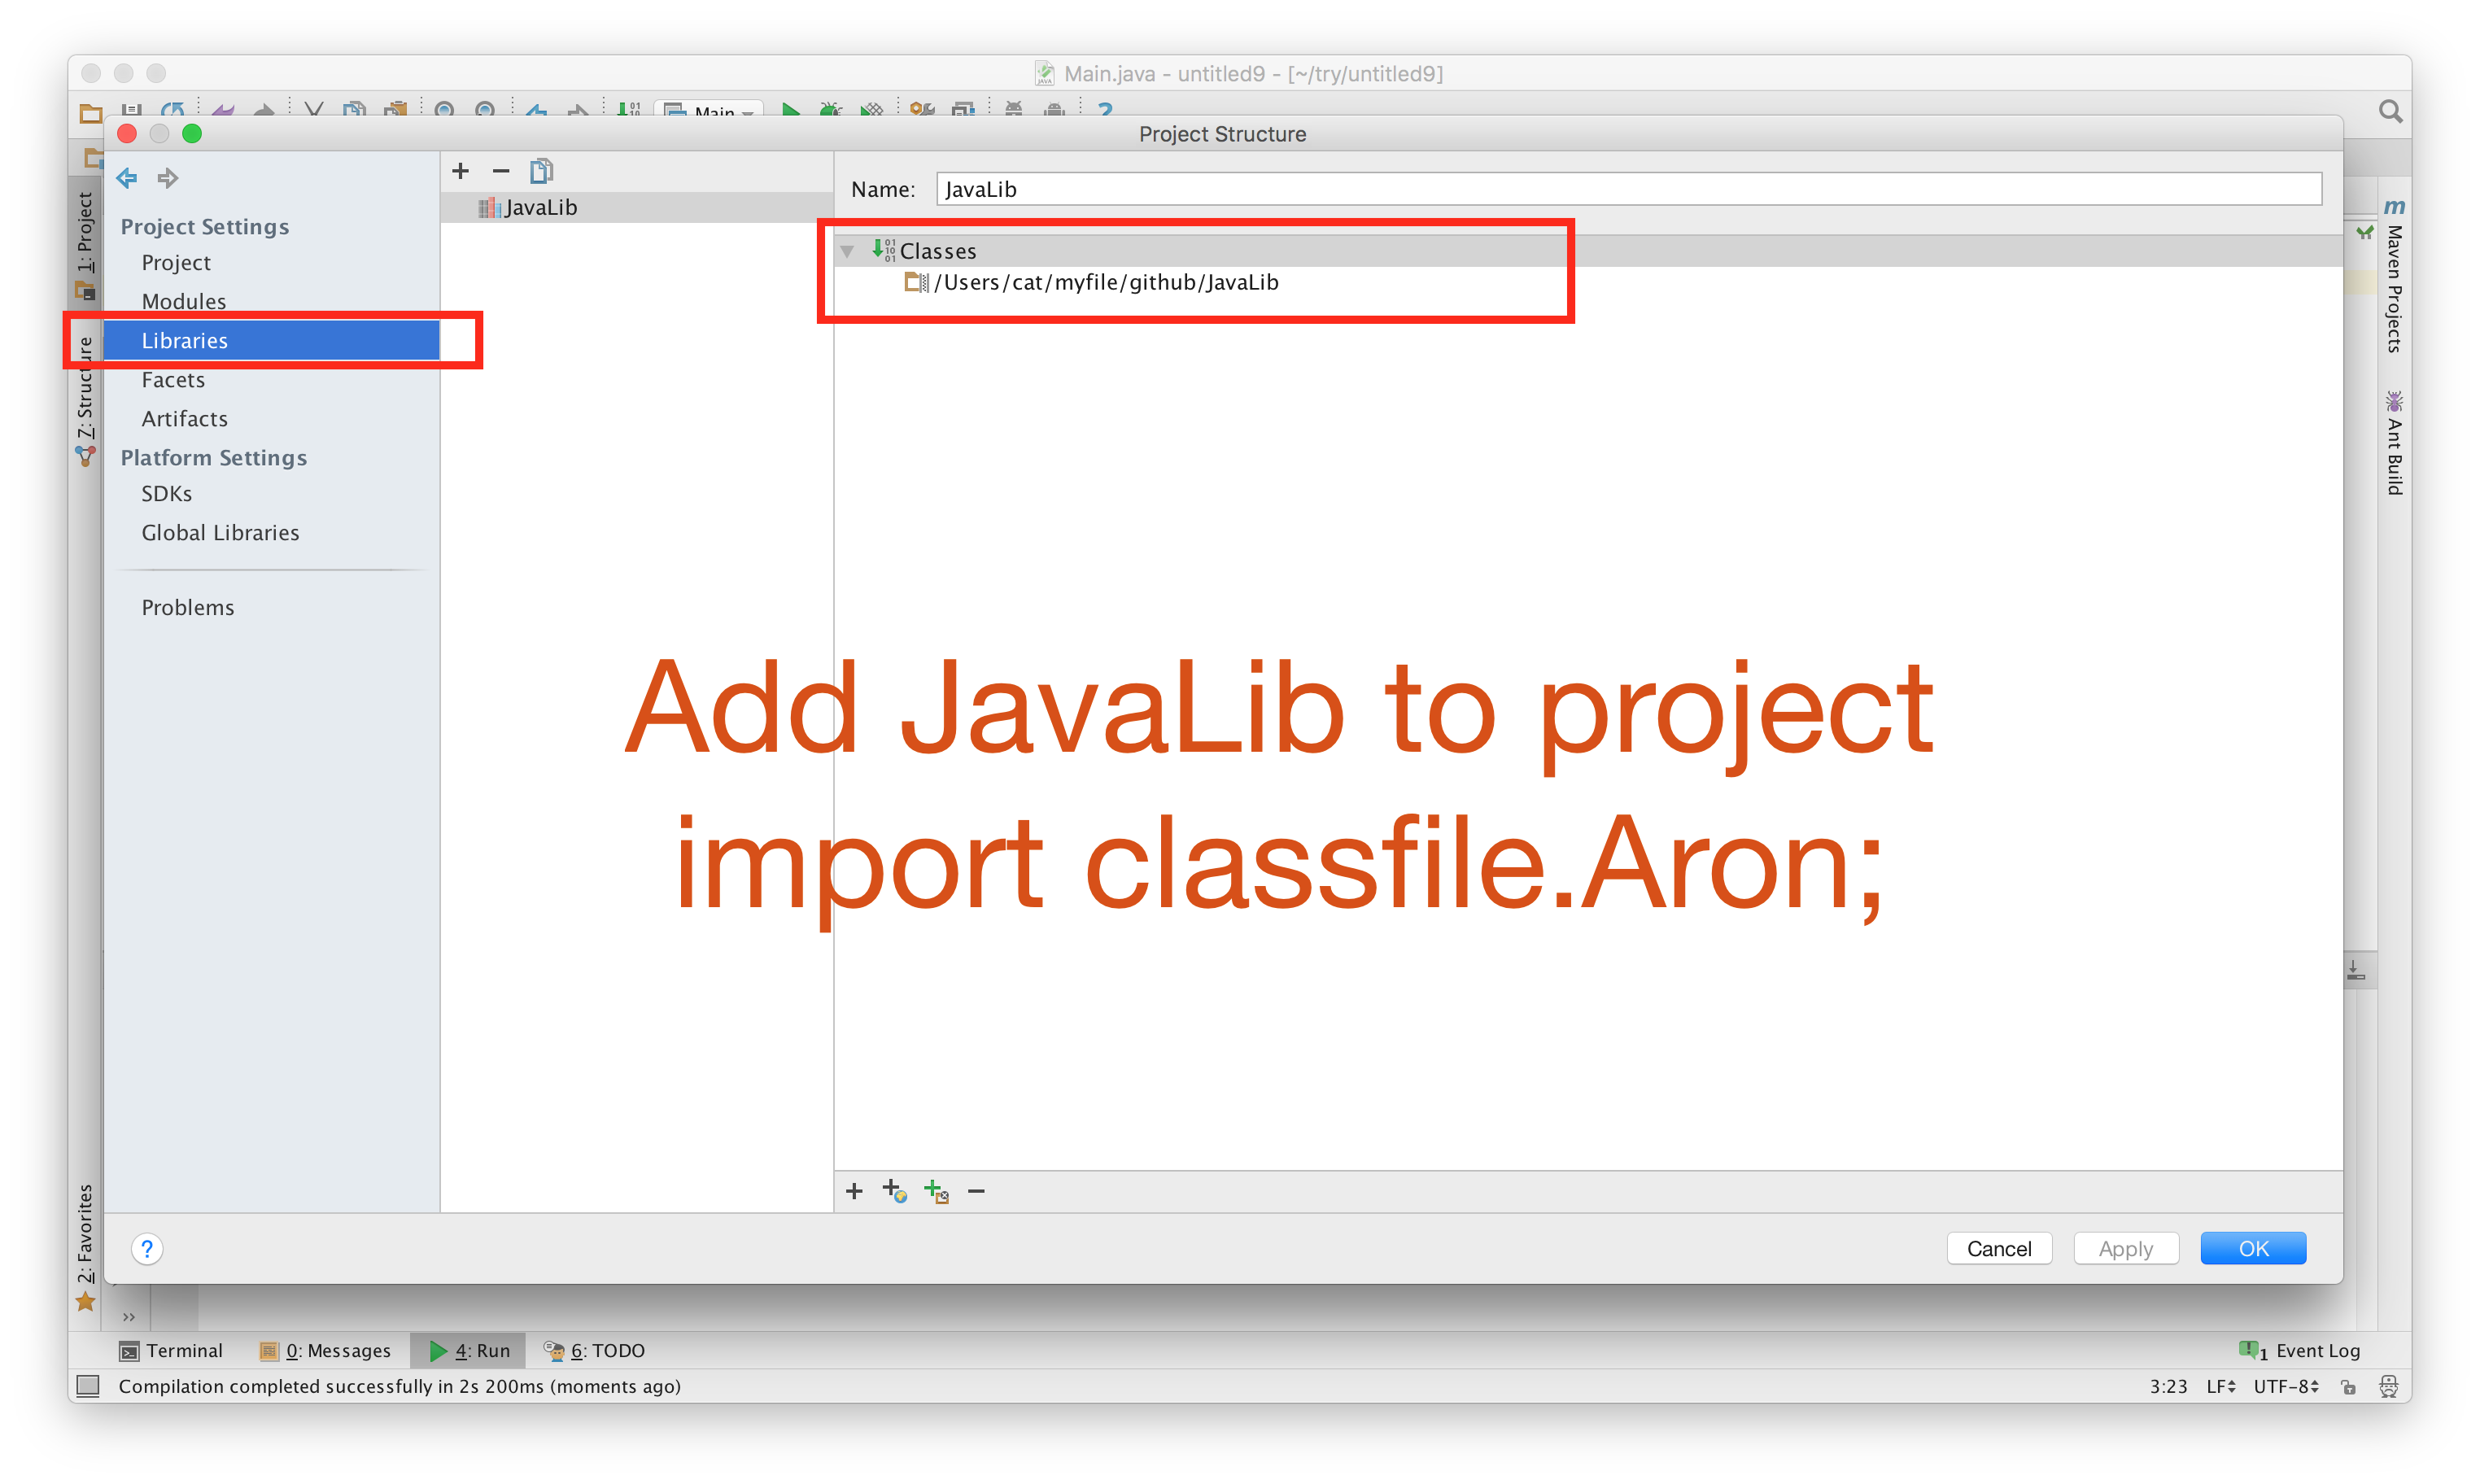 Main.java - untitled9 - [~/try/untitled9]
Main
Project Structure
1: Project
7: Structure
2: Favorites
Project Settings
Project
Modules
Libraries
Facets
Artifacts
Platform Settings
SDKs
Global Libraries
Problems
JavaLib
Name: JavaLib
Classes
/Users/cat/myfile/github/JavaLib
Add JavaLib to project
import classfile.Aron;
Maven Projects
Ant Build
?
Cancel
Apply
OK
Terminal
0: Messages
4: Run
6: TODO
1 Event Log
Compilation completed successfully in 2s 200ms (moments ago)
3:23 LF UTF-8